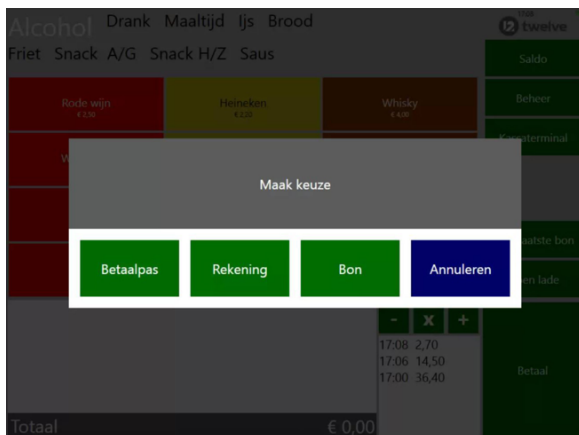 Alcohol Drank Maaltijd Ijs Brood
twelve
Friet Snack A/G Snack H/Z Saus
Saldo
Rode wijn
€ 2,50
Heineken
Whisky
€ 4,00
Beheer
Maak keuze
Betaalpas Rekening Bon Annuleren
- x +
17:08 2,70
17:06 14,50
17:00 36,40
Betaal
Totaal € 0,00